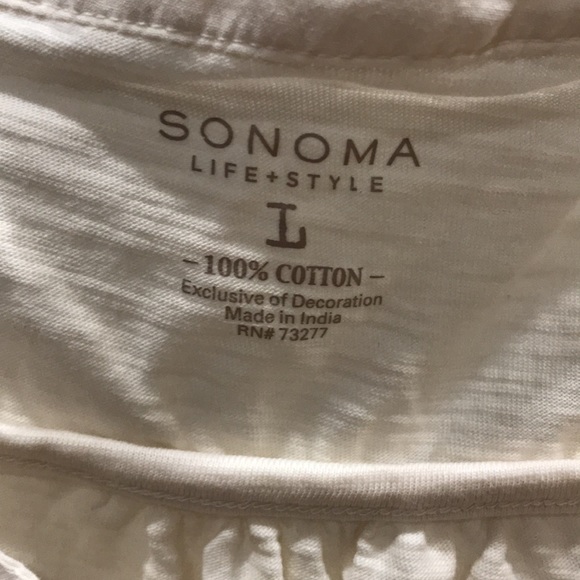 SONOMA
LIFE+STYLE
L
- 100% COTTON -
Exclusive of Decoration
Made in India
RN# 73277